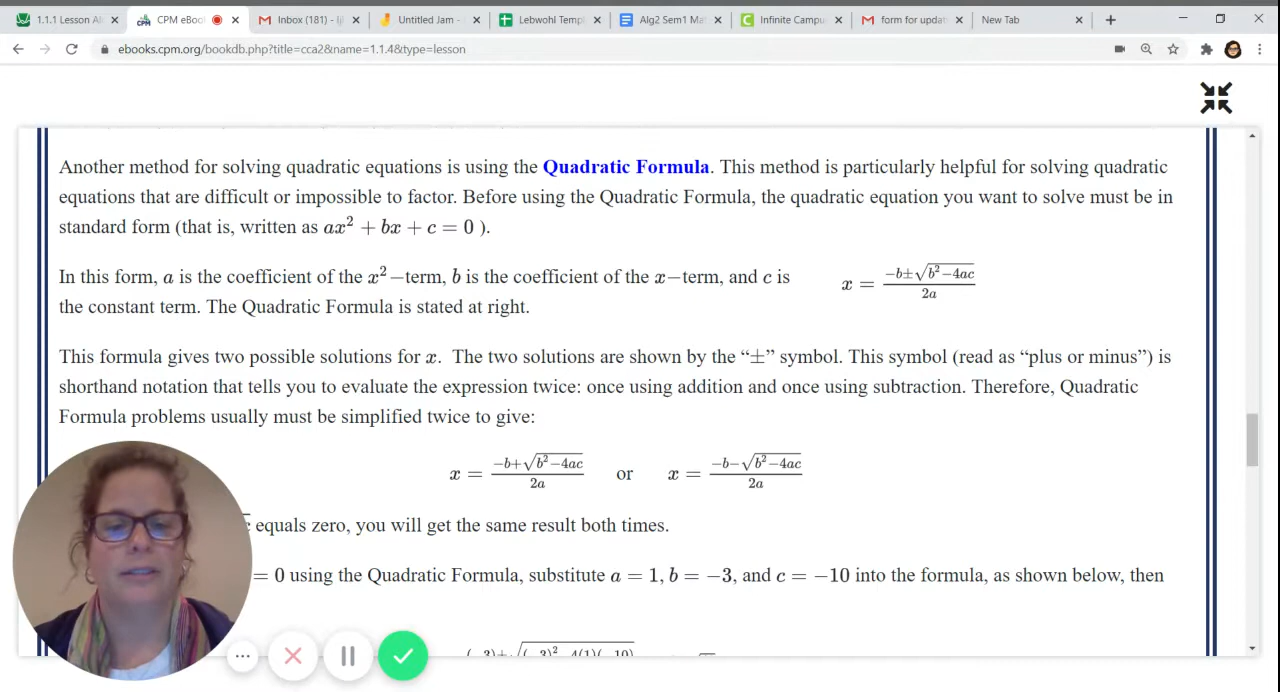 1.1.1 Lesson Al
CPM eBoo
Inbox (181) - lj
Untitled Jam -
Lebwohl Temp
Alg2 Sem1 Ma
Infinite Campu
form for updat
New Tab
ebooks.cpm.org/bookdb.php?title=cca2&name=1.1.4&type=lesson
Another method for solving quadratic equations is using the Quadratic Formula. This method is particularly helpful for solving quadratic
equations that are difficult or impossible to factor. Before using the Quadratic Formula, the quadratic equation you want to solve must be in
standard form (that is, written as ax² + bx + c = 0 ).
In this form, a is the coefficient of the x²−term, b is the coefficient of the x−term, and c is
the constant term. The Quadratic Formula is stated at right.
x = −b±√b²−4ac / 2a
This formula gives two possible solutions for x. The two solutions are shown by the “±” symbol. This symbol (read as “plus or minus”) is
shorthand notation that tells you to evaluate the expression twice: once using addition and once using subtraction. Therefore, Quadratic
Formula problems usually must be simplified twice to give:
x = −b+√b²−4ac / 2a or x = −b−√b²−4ac / 2a
equals zero, you will get the same result both times.
= 0 using the Quadratic Formula, substitute a = 1, b = −3, and c = −10 into the formula, as shown below, then